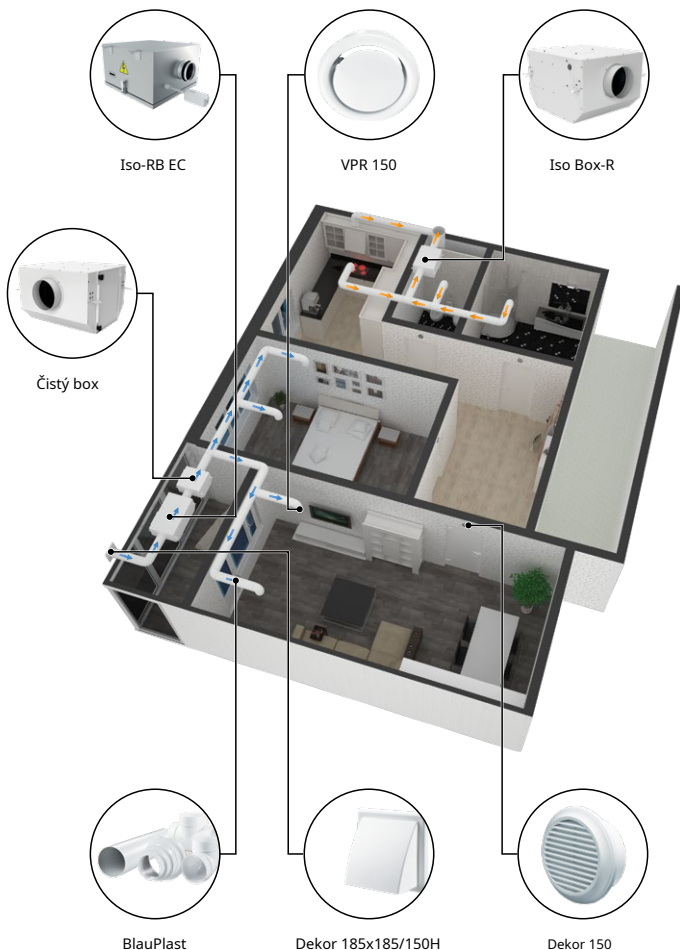 Iso-RB EC
VPR 150
Iso Box-R
Čistý box
BlauPlast
Dekor 185x185/150H
Dekor 150